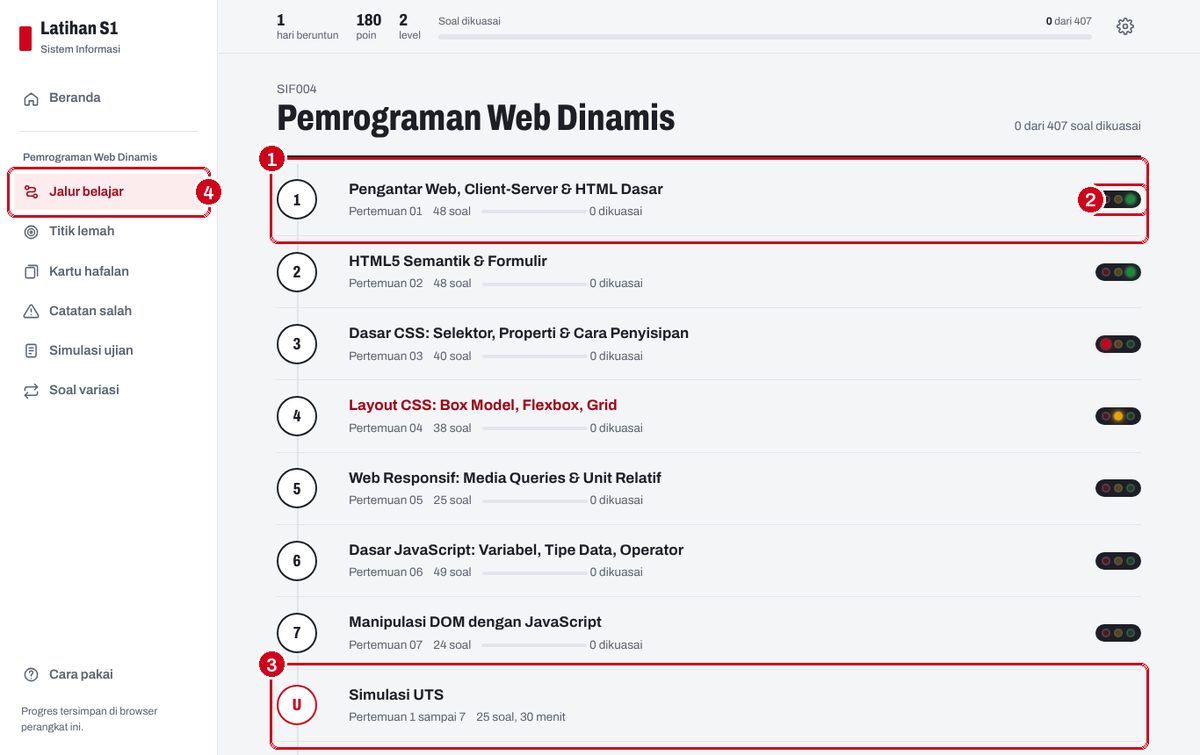 Latihan S1
Sistem Informasi
Beranda
Pemrograman Web Dinamis
Jalur belajar
4
Titik lemah
Kartu hafalan
Catatan salah
Simulasi ujian
Soal variasi
Cara pakai
Progres tersimpan di browser
perangkat ini.
1 180 2 Soal dikuasai 0 dari 407
hari beruntun poin level
SIF004
Pemrograman Web Dinamis
0 dari 407 soal dikuasai
1
1 Pengantar Web, Client-Server & HTML Dasar
Pertemuan 01 48 soal 0 dikuasai
2
2 HTML5 Semantik & Formulir
Pertemuan 02 48 soal 0 dikuasai
3 Dasar CSS: Selektor, Properti & Cara Penyisipan
Pertemuan 03 40 soal 0 dikuasai
4 Layout CSS: Box Model, Flexbox, Grid
Pertemuan 04 38 soal 0 dikuasai
5 Web Responsif: Media Queries & Unit Relatif
Pertemuan 05 25 soal 0 dikuasai
6 Dasar JavaScript: Variabel, Tipe Data, Operator
Pertemuan 06 49 soal 0 dikuasai
7 Manipulasi DOM dengan JavaScript
Pertemuan 07 24 soal 0 dikuasai
3
U Simulasi UTS
Pertemuan 1 sampai 7 25 soal, 30 menit